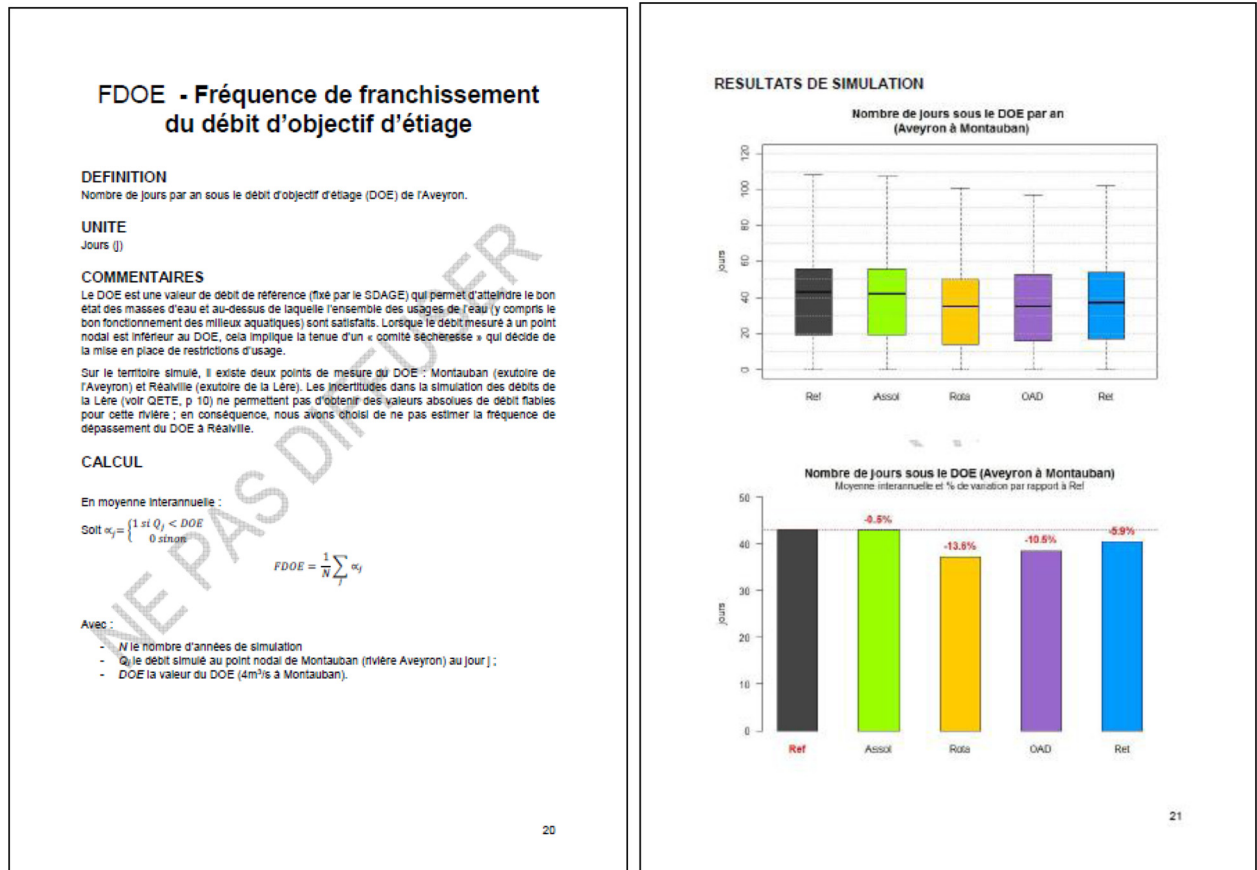 FDOE - Fréquence de franchissement
du débit d'objectif d'étiage
DEFINITION
Nombre de jours par an sous le débit d'objectif d'étiage (DOE) de l'Aveyron.
UNITE
Jours (j)
COMMENTAIRES
Le DOE est une valeur de débit de référence (fixé par le SDAGE) qui permet d'atteindre le bon
état des masses d'eau et au-dessus de laquelle l'ensemble des usages de l'eau (y compris le
bon fonctionnement des milieux aquatiques) sont satisfaits. Lorsque le débit mesuré à un point
nodal est inférieur au DOE, cela implique la tenue d'un « comité sécheresse » qui décide de
la mise en place de restrictions d'usage.
Sur le territoire simulé, il existe deux points de mesure du DOE : Montauban (exutoire de
l'Aveyron) et Réalville (exutoire de la Lère). Les incertitudes dans la simulation des débits de
la Lère (voir QETE, p 10) ne permettent pas d'obtenir des valeurs absolues de débit fiables
pour cette rivière ; en conséquence, nous avons choisi de ne pas estimer la fréquence de
dépassement du DOE à Réalville.
CALCUL
En moyenne interannuelle :
Soit ∝j = { 1 si Qj < DOE
0 sinon
FDOE = 1/N ∑j ∝j
Avec :
- N le nombre d'années de simulation
- Qj le débit simulé au point nodal de Montauban (rivière Aveyron) au jour j ;
- DOE la valeur du DOE (4m³/s à Montauban).
NE PAS DIFFUSER
20
RESULTATS DE SIMULATION
Nombre de jours sous le DOE par an
(Aveyron à Montauban)
120
100
80
60
40
20
0
jours
Ref Assol Rota OAD Ret
Nombre de jours sous le DOE (Aveyron à Montauban)
Moyenne interannuelle et % de variation par rapport à Ref
50
40
30
20
10
0
jours
-0.5% -13.5% -10.5% -5.9%
Ref Assol Rota OAD Ret
21